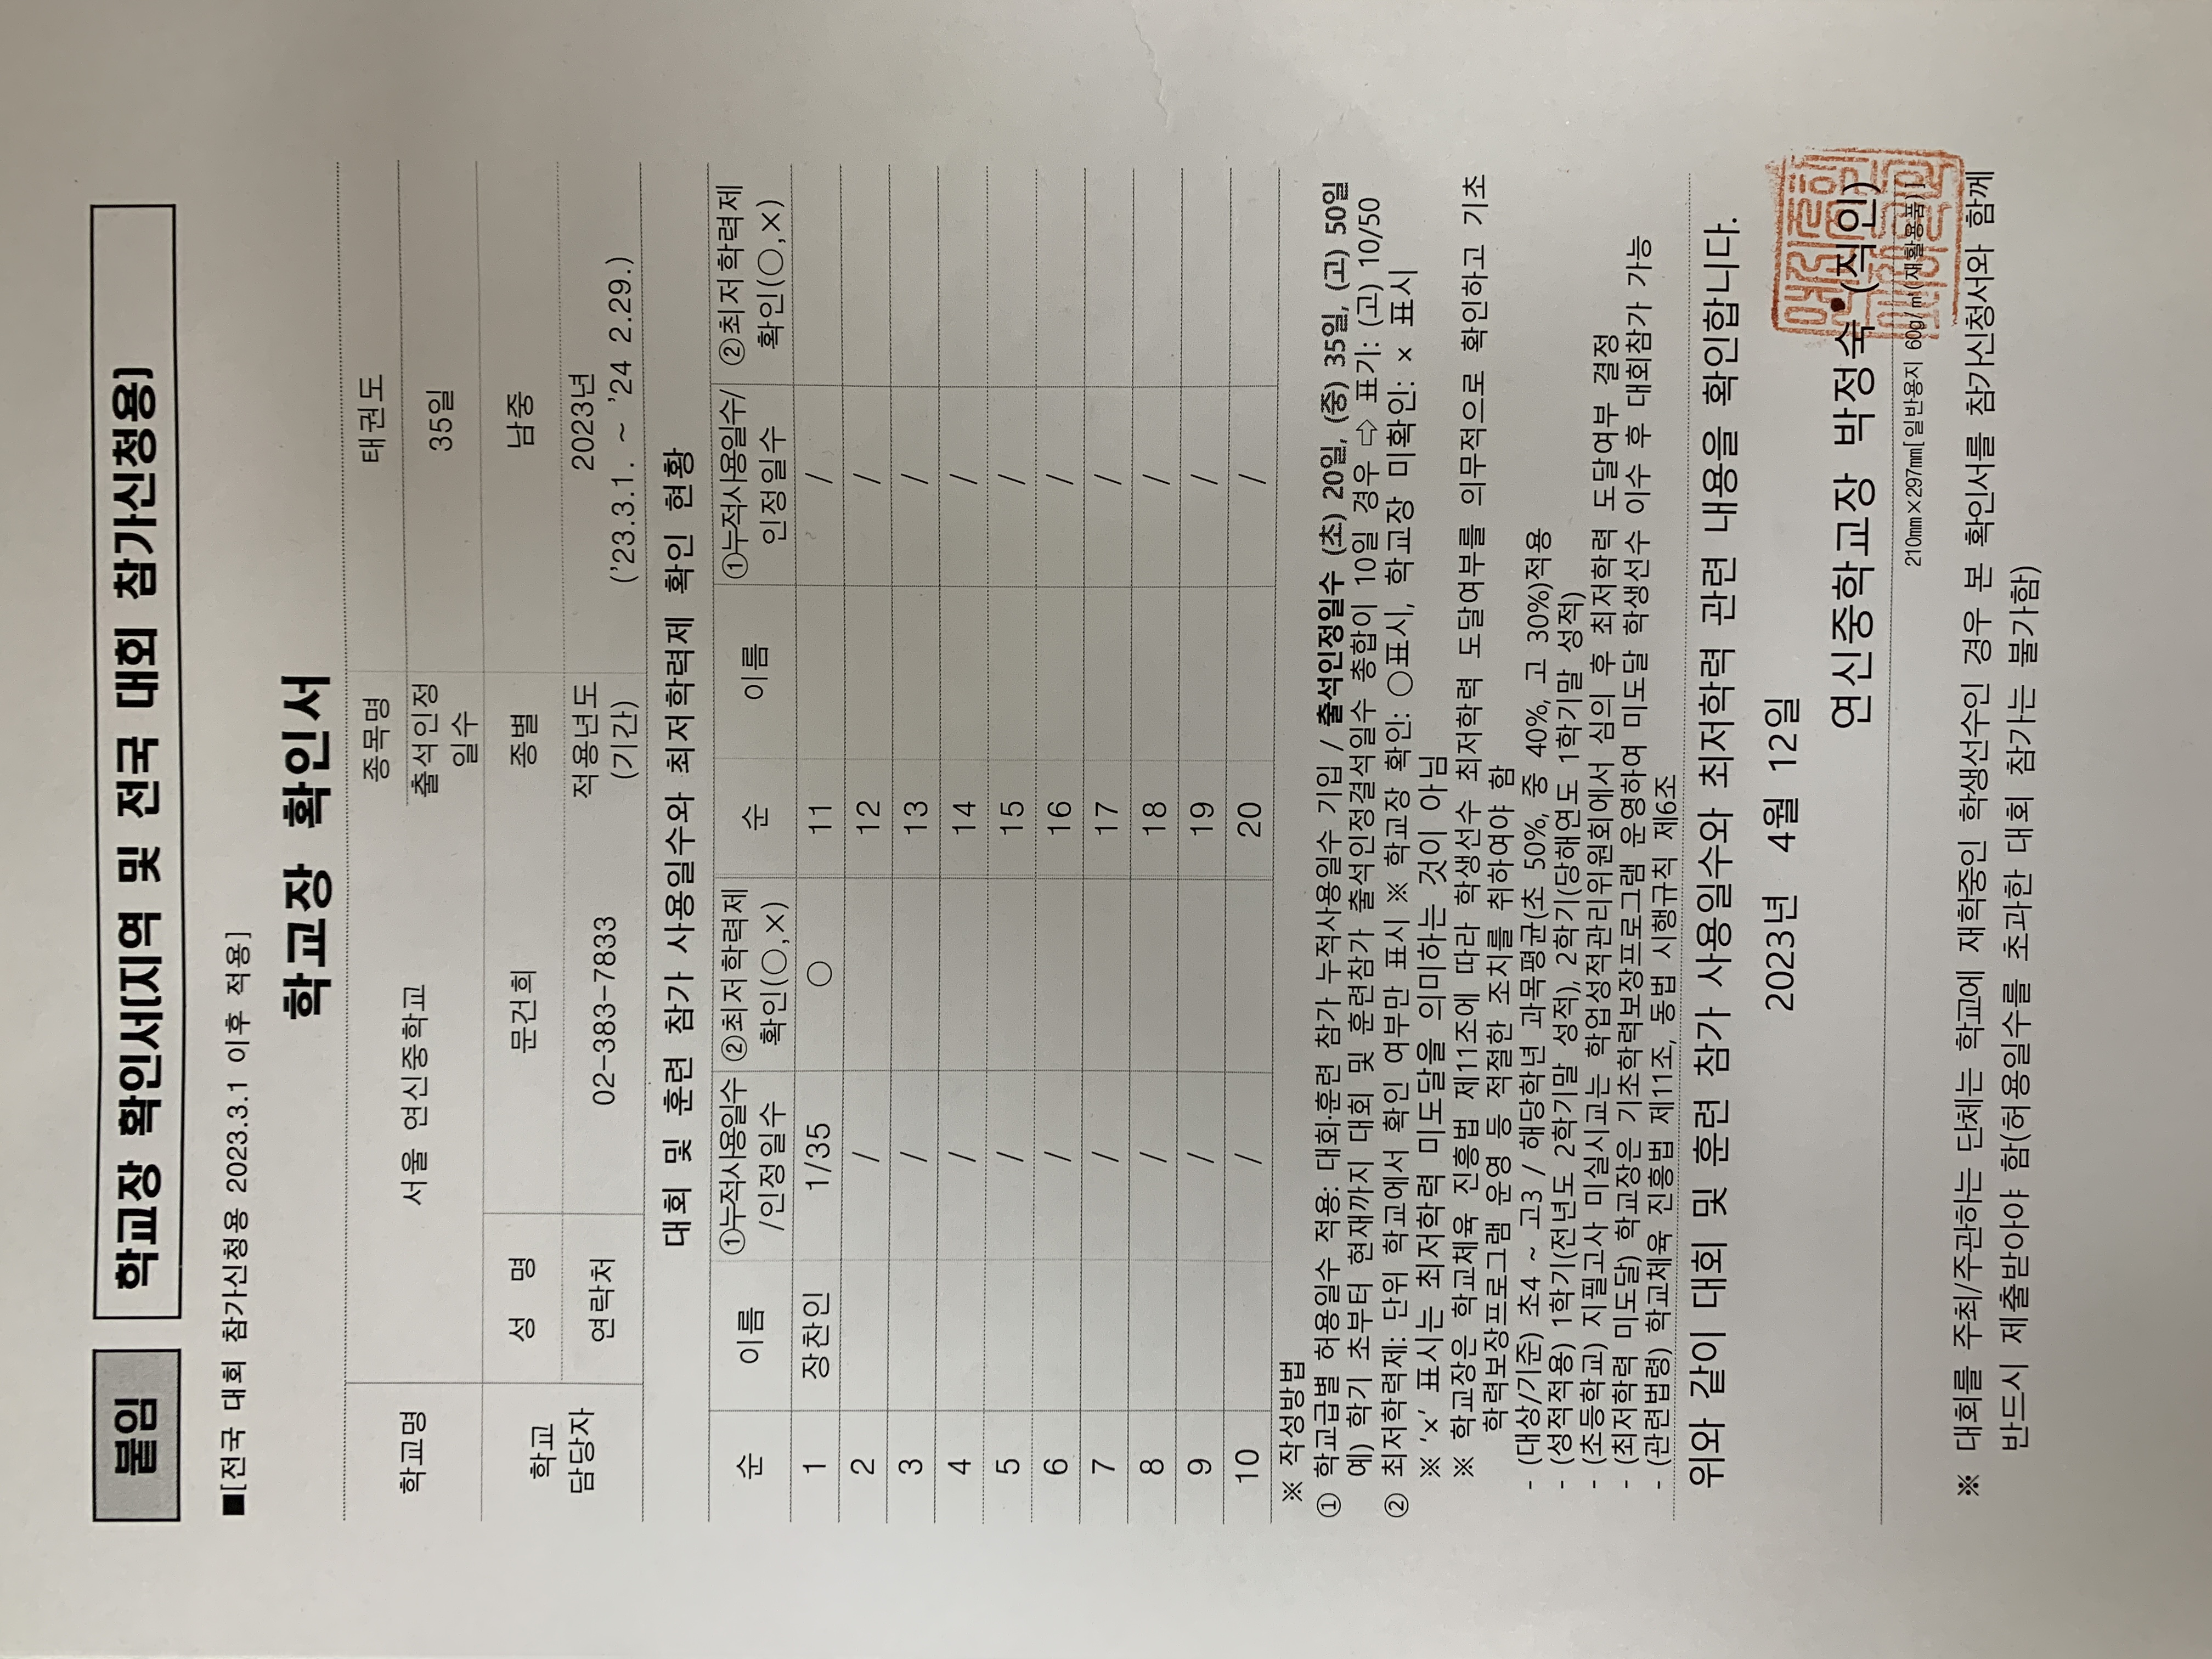 붙임 학교장 확인서[지역 및 전국 대회 참가신청용]
■[전국 대회 참가신청용 2023.3.1 이후 적용]
학교장 확인서
학교명 서울 연신중학교 종목명 태권도
출석인정 일수 35일
학교 담당자 성 명 문건희 종별 남중
연락처 02-383-7833 적용년도 (기간) 2023년 ('23.3.1. ~ '24 2.29.)
대회 및 훈련 참가 사용일수와 최저학력제 확인 현황
순 이름 ①누적사용일수 /인정일수 ②최저학력제 확인(○,×) 순 이름 ①누적사용일수/ 인정일수 ②최저학력제 확인(○,×)
1 장찬인 1/35 ○ 11 /
2 / 12 /
3 / 13 /
4 / 14 /
5 / 15 /
6 / 16 /
7 / 17 /
8 / 18 /
9 / 19 /
10 / 20 /
※ 작성방법
① 학교급별 허용일수 적용: 대회·훈련 참가 누적사용일수 기입 / 출석인정일수 (초) 20일, (중) 35일, (고) 50일
예) 학기 초부터 현재까지 대회 및 훈련참가 출석인정결석일수 총합이 10일 경우 ⇨ 표기: (고) 10/50
② 최저학력제: 단위 학교에서 확인 여부만 표시 ※ 학교장 확인: ○표시, 학교장 미확인: × 표시
※ '×' 표시는 최저학력 미도달을 의미하는 것이 아님
※ 학교장은 학교체육 진흥법 제11조에 따라 학생선수 최저학력 도달여부를 의무적으로 확인하고 기초
학력보장프로그램 운영 등 적절한 조치를 취하여야 함
- (대상/기준) 초4 ~ 고3 / 해당학년 과목평균(초 50%, 중 40%, 고 30%)적용
- (성적적용) 1학기(전년도 2학기말 성적), 2학기(당해연도 1학기말 성적)
- (초등학교) 지필고사 미실시교는 학업성적관리위원회에서 심의 후 최저학력 도달여부 결정
- (최저학력 미도달) 학교장은 기초학력보장프로그램 운영하여 미도달 학생선수 이수 후 대회참가 가능
- (관련법령) 학교체육 진흥법 제11조, 동법 시행규칙 제6조
위와 같이 대회 및 훈련 참가 사용일수와 최저학력 관련 내용을 확인합니다.
2023년 4월 12일
연신중학교장 박정숙 (직인)
210㎜×297㎜[일반용지 60g/㎡(재활용품)]
※ 대회를 주최/주관하는 단체는 학교에 재학중인 학생선수인 경우 본 확인서를 참가신청서와 함께
반드시 제출받아야 함(허용일수를 초과한 대회 참가는 불가함)